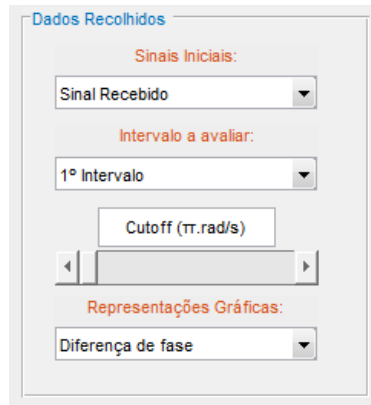 Dados Recolhidos
Sinais Iniciais:
Sinal Recebido
Intervalo a avaliar:
1º Intervalo
Cutoff (π.rad/s)
Representações Gráficas:
Diferença de fase